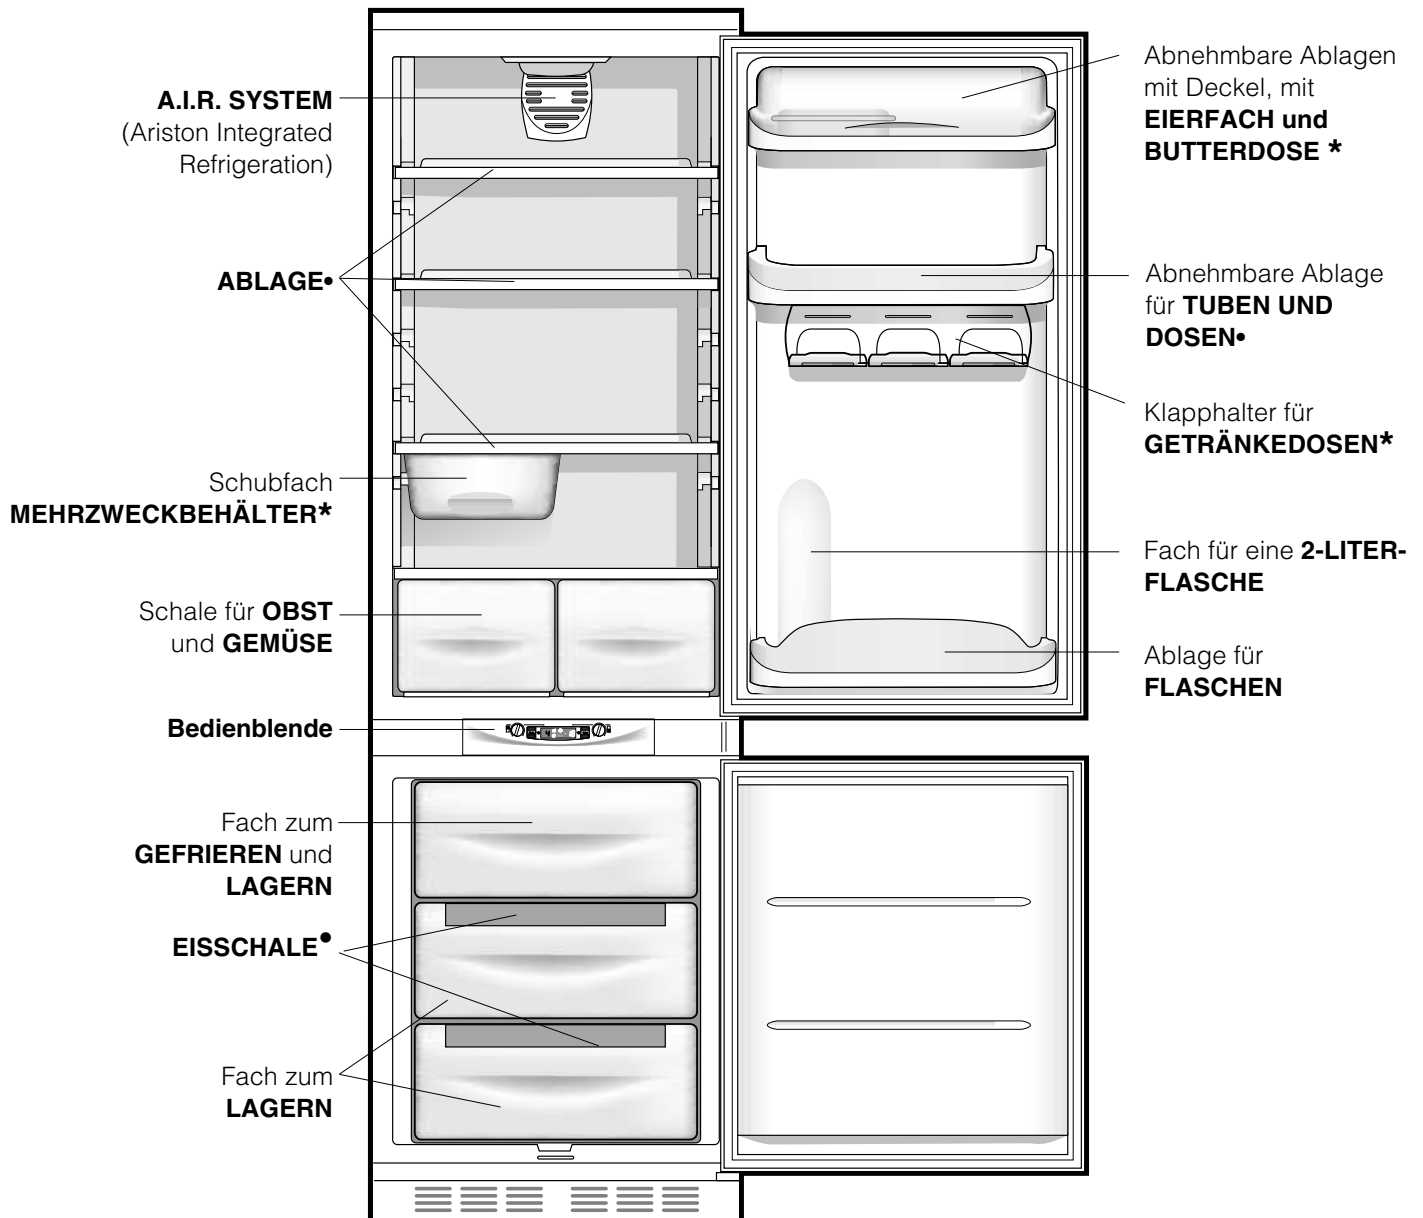 A.I.R. SYSTEM
(Ariston Integrated
Refrigeration)
ABLAGE•
Schubfach
MEHRZWECKBEHÄLTER*
Schale für OBST
und GEMÜSE
Bedienblende
Fach zum
GEFRIEREN und
LAGERN
EISSCHALE•
Fach zum
LAGERN
Abnehmbare Ablagen
mit Deckel, mit
EIERFACH und
BUTTERDOSE *
Abnehmbare Ablage
für TUBEN UND
DOSEN•
Klapphalter für
GETRÄNKEDOSEN*
Fach für eine 2-LITER-
FLASCHE
Ablage für
FLASCHEN